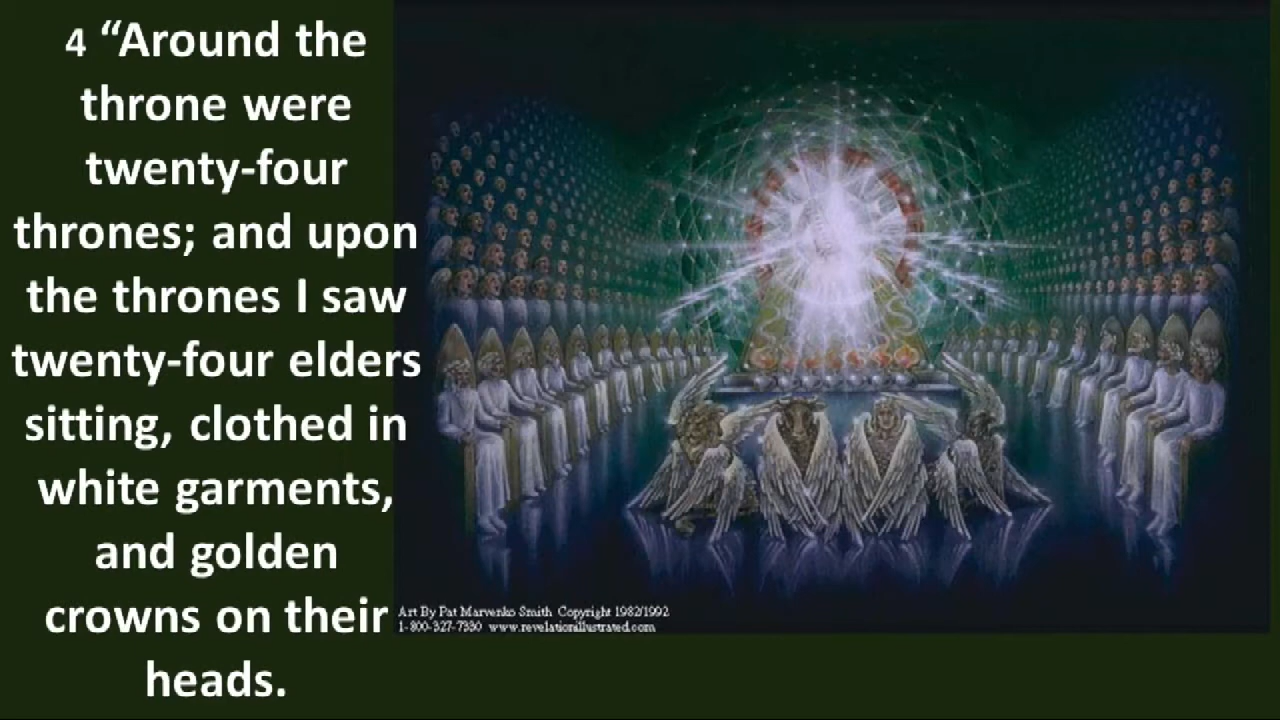 4 “Around the
throne were
twenty-four
thrones; and upon
the thrones I saw
twenty-four elders
sitting, clothed in
white garments,
and golden
crowns on their
heads.
Art By Pat Marvenko Smith Copyright 1982/1992
1-800-327-7330 www.revelationillustrated.com